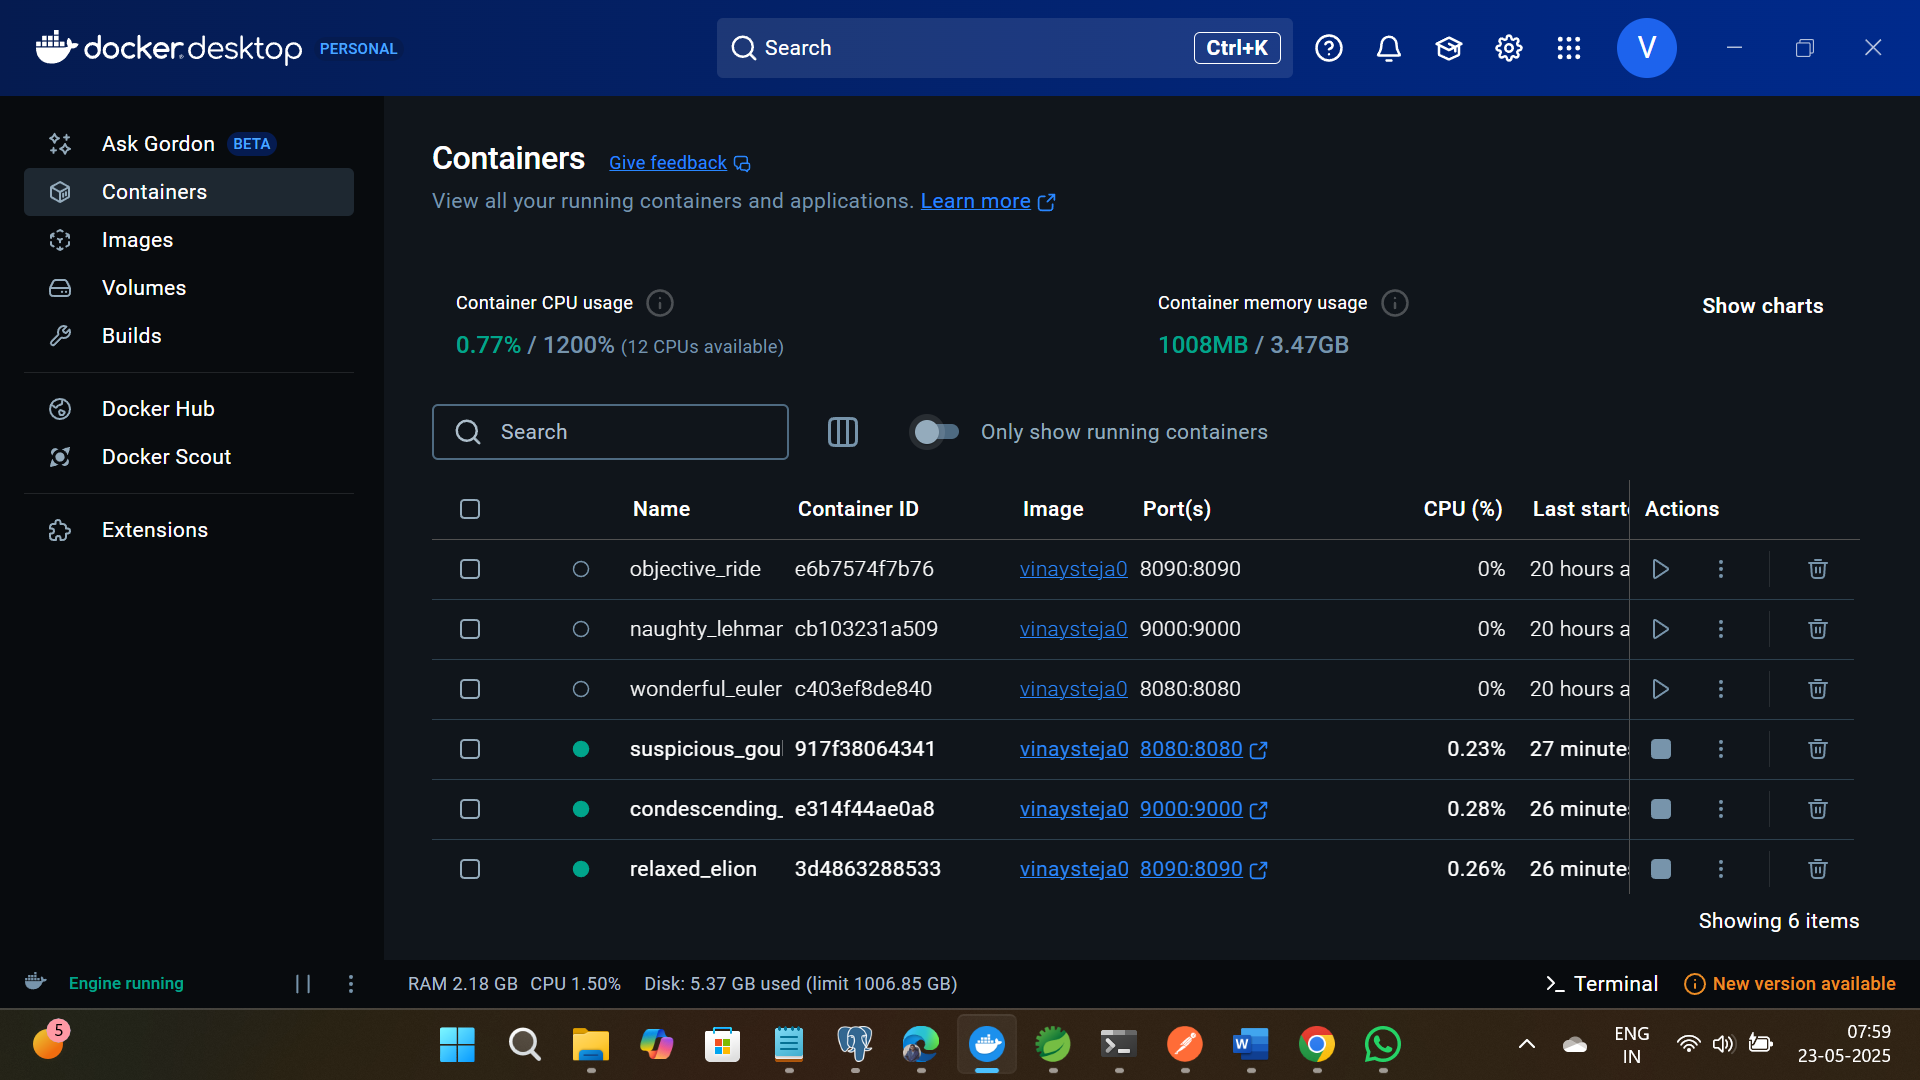 docker desktop PERSONAL
Search Ctrl+K
V
Ask Gordon BETA
Containers
Images
Volumes
Builds
Docker Hub
Docker Scout
Extensions
Containers Give feedback
View all your running containers and applications. Learn more
Container CPU usage
0.77% / 1200% (12 CPUs available)
Container memory usage
1008MB / 3.47GB
Show charts
Search
Only show running containers
Name Container ID Image Port(s) CPU (%) Last starte Actions
objective_ride e6b7574f7b76 vinaysteja0 8090:8090 0% 20 hours a
naughty_lehmar cb103231a509 vinaysteja0 9000:9000 0% 20 hours a
wonderful_euler c403ef8de840 vinaysteja0 8080:8080 0% 20 hours a
suspicious_goul 917f38064341 vinaysteja0 8080:8080 0.23% 27 minutes
condescending_ e314f44ae0a8 vinaysteja0 9000:9000 0.28% 26 minutes
relaxed_elion 3d4863288533 vinaysteja0 8090:8090 0.26% 26 minutes
Showing 6 items
Engine running
RAM 2.18 GB CPU 1.50% Disk: 5.37 GB used (limit 1006.85 GB)
Terminal
New version available
5
W
ENG
IN
07:59
23-05-2025